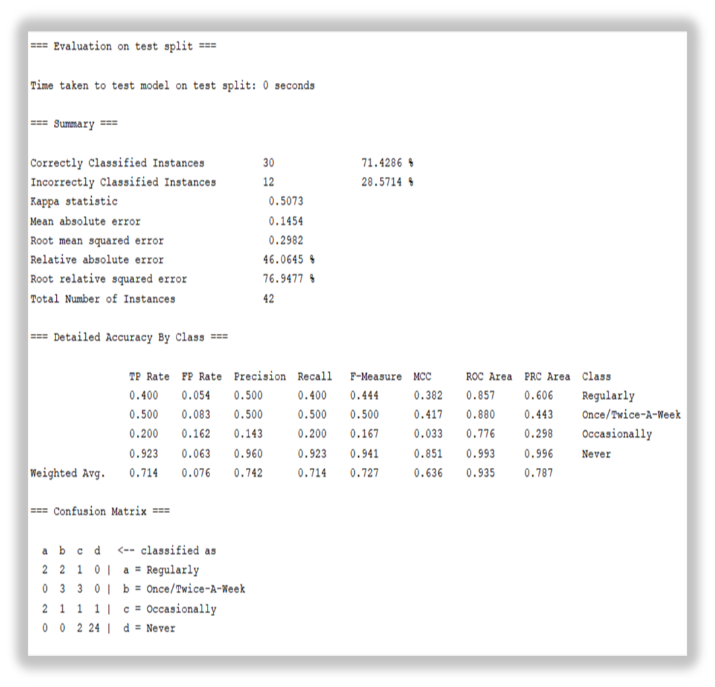 === Evaluation on test split ===
Time taken to test model on test split: 0 seconds
=== Summary ===
Correctly Classified Instances 30 71.4286 %
Incorrectly Classified Instances 12 28.5714 %
Kappa statistic 0.5073
Mean absolute error 0.1454
Root mean squared error 0.2982
Relative absolute error 46.0645 %
Root relative squared error 76.9477 %
Total Number of Instances 42
=== Detailed Accuracy By Class ===
TP Rate FP Rate Precision Recall F-Measure MCC ROC Area PRC Area Class
0.400 0.054 0.500 0.400 0.444 0.382 0.857 0.606 Regularly
0.500 0.083 0.500 0.500 0.500 0.417 0.880 0.443 Once/Twice-A-Week
0.200 0.162 0.143 0.200 0.167 0.033 0.776 0.298 Occasionally
0.923 0.063 0.960 0.923 0.941 0.851 0.993 0.996 Never
Weighted Avg. 0.714 0.076 0.742 0.714 0.727 0.636 0.935 0.787
=== Confusion Matrix ===
a b c d <-- classified as
2 2 1 0 | a = Regularly
0 3 3 0 | b = Once/Twice-A-Week
2 1 1 1 | c = Occasionally
0 0 2 24 | d = Never